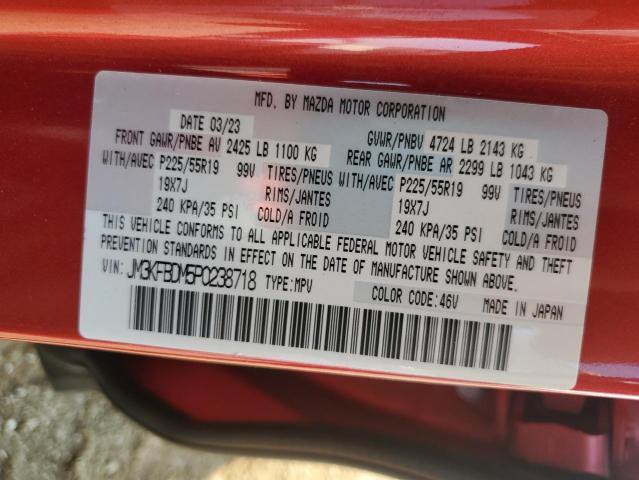 MFD. BY MAZDA MOTOR CORPORATION
DATE 03/23 GVWR/PNBV 4724 LB 2143 KG
FRONT GAWR/PNBE AV 2425 LB 1100 KG REAR GAWR/PNBE AR 2299 LB 1043 KG
WITH/AVEC P225/55R19 99V TIRES/PNEUS WITH/AVEC P225/55R19 99V TIRES/PNEUS
19X7J RIMS/JANTES 19X7J RIMS/JANTES
240 KPA/35 PSI COLD/A FROID 240 KPA/35 PSI COLD/A FROID
THIS VEHICLE CONFORMS TO ALL APPLICABLE FEDERAL MOTOR VEHICLE SAFETY AND THEFT
PREVENTION STANDARDS IN EFFECT ON THE DATE OF MANUFACTURE SHOWN ABOVE.
VIN: JM3KFBDM5P0238718 TYPE: MPV COLOR CODE: 46V MADE IN JAPAN